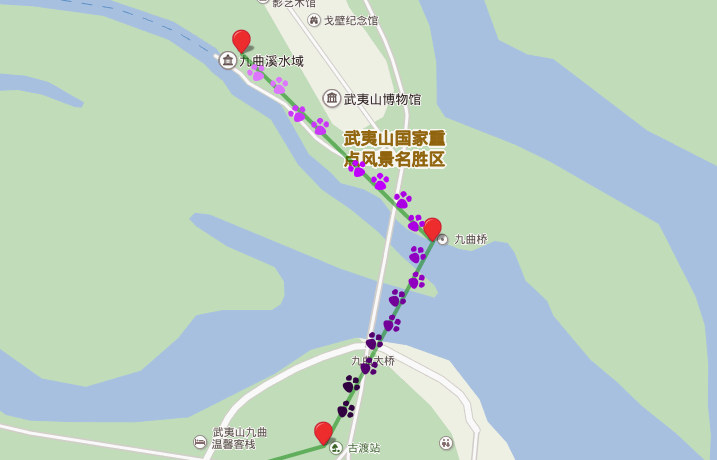 影艺术馆
戈壁纪念馆
九曲溪水域
武夷山博物馆
武夷山国家重
点风景名胜区
九曲桥
九曲大桥
武夷山九曲
温馨客栈
古渡站